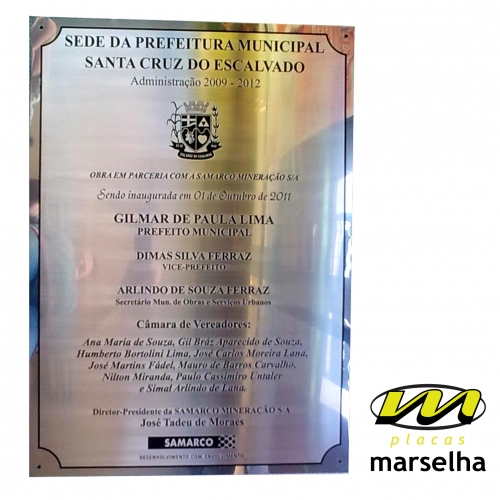 SEDE DA PREFEITURA MUNICIPAL
SANTA CRUZ DO ESCALVADO
Administração 2009 - 2012
OBRA EM PARCERIA COM A SAMARCO MINERAÇÃO S/A
Sendo inaugurada em 01 de Outubro de 2011
GILMAR DE PAULA LIMA
PREFEITO MUNICIPAL
DIMAS SILVA FERRAZ
VICE-PREFEITO
ARLINDO DE SOUZA FERRAZ
Secretário Mun. de Obras e Serviços Urbanos
Câmara de Vereadores:
Ana Maria de Souza, Gil Bráz Aparecido de Souza,
Humberto Bortolini Lima, José Carlos Moreira Lana,
José Martins Fádel, Mauro de Barros Carvalho,
Nilton Miranda, Paulo Cassimiro Untaler
e Simal Arlindo de Lana.
Diretor-Presidente da SAMARCO MINERAÇÃO S A
José Tadeu de Moraes
SAMARCO
DESENVOLVIMENTO COM ENVOLVIMENTO
m
placas
marselha